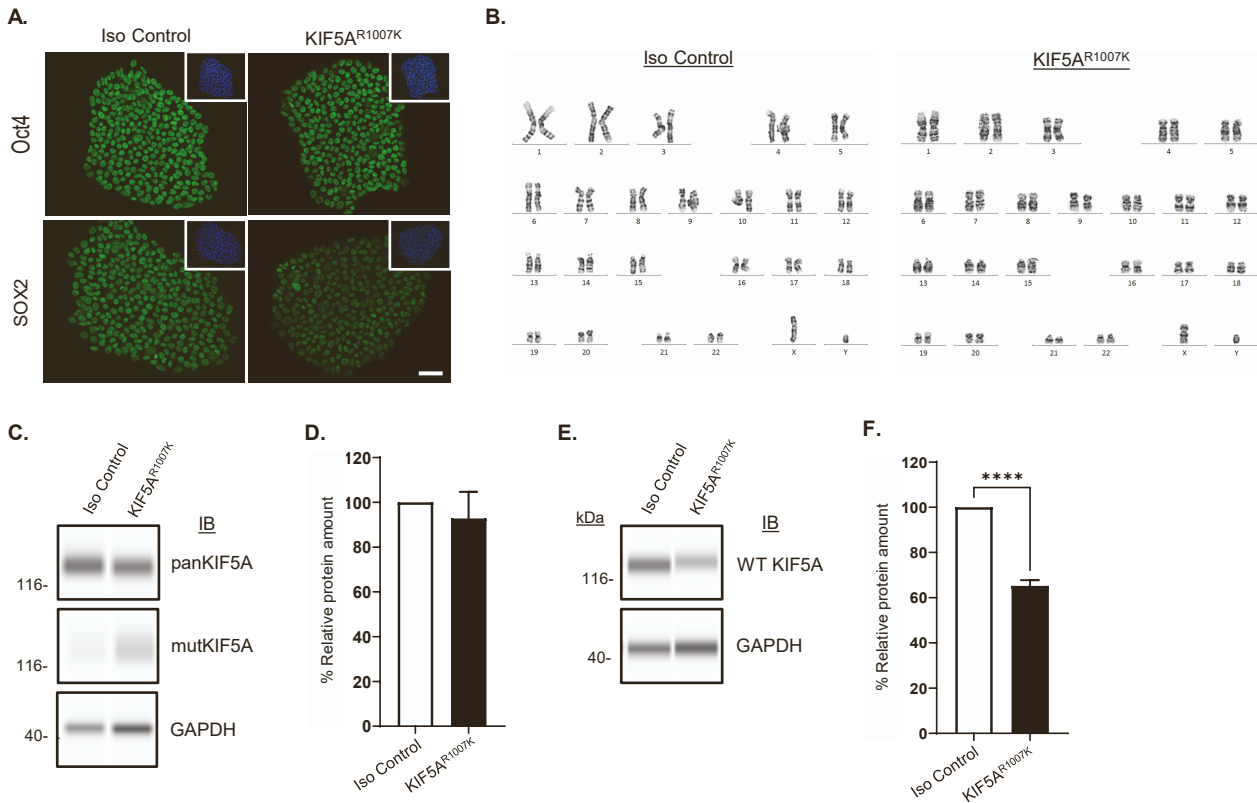 A.
Iso Control
KIF5A^R1007K
Oct4
SOX2
B.
Iso Control
1 2 3 4 5
6 7 8 9 10 11 12
13 14 15 16 17 18
19 20 21 22 X Y
KIF5A^R1007K
1 2 3 4 5
6 7 8 9 10 11 12
13 14 15 16 17 18
19 20 21 22 X Y
C.
Iso Control
KIF5A^R1007K
IB
116-
panKIF5A
116-
mutKIF5A
40-
GAPDH
D.
% Relative protein amount
120
100
80
60
40
20
0
Iso Control
KIF5A^R1007K
E.
Iso Control
KIF5A^R1007K
kDa
IB
116-
WT KIF5A
40-
GAPDH
F.
% Relative protein amount
120
100
80
60
40
20
0
****
Iso Control
KIF5A^R1007K